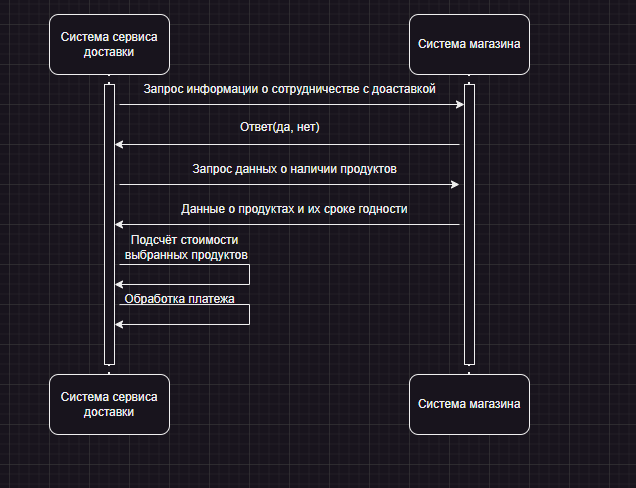 Система сервиса
доставки
Система магазина
Запрос информации о сотрудничестве с доаставкой
Ответ(да, нет)
Запрос данных о наличии продуктов
Данные о продуктах и их сроке годности
Подсчёт стоимости
выбранных продуктов
Обработка платежа
Система сервиса
доставки
Система магазина